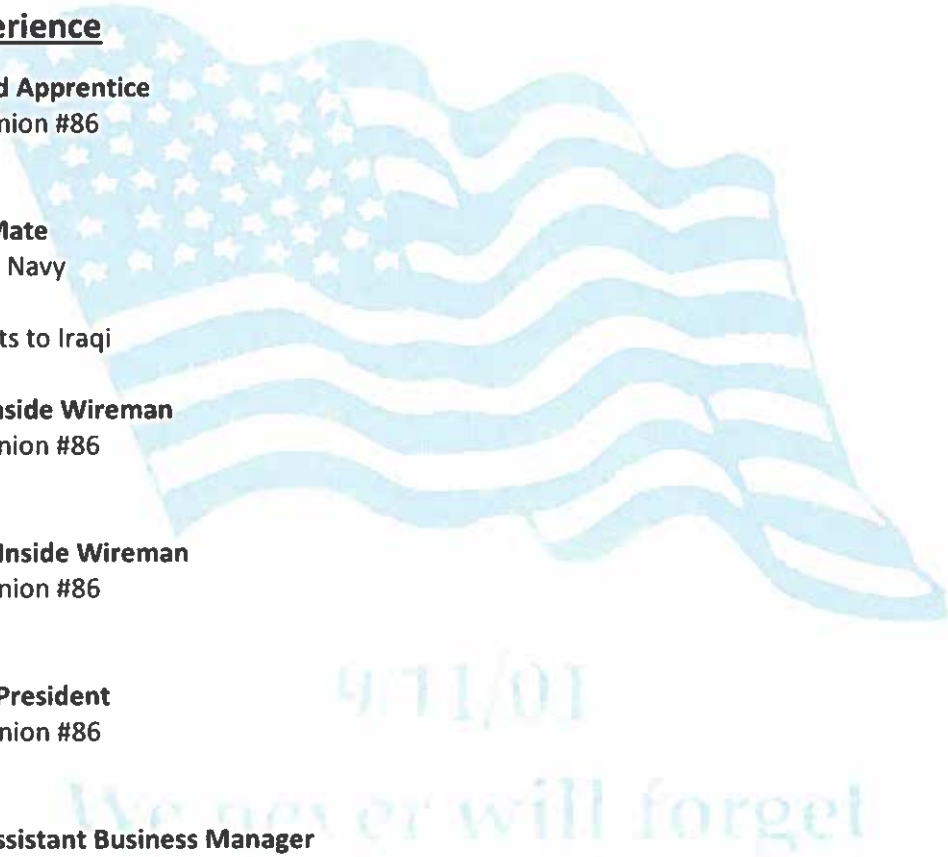 erience
d Apprentice
nion #86
Mate
Navy
ts to Iraqi
nside Wireman
nion #86
Inside Wireman
nion #86
President
nion #86
9/11/01
We never will forget
ssistant Business Manager